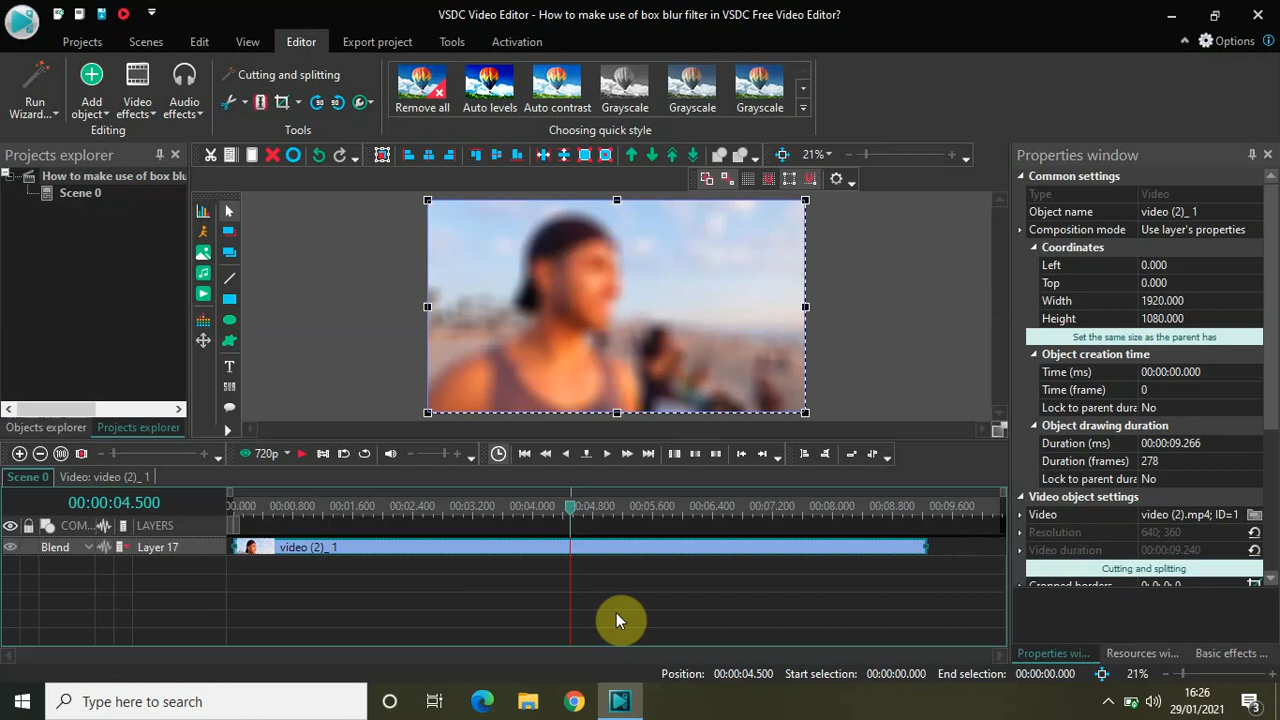 VSDC Video Editor - How to make use of box blur filter in VSDC Free Video Editor?
Projects Scenes Edit View Editor Export project Tools Activation Options
Run Wizard... Add object Video effects Audio effects Cutting and splitting Remove all Auto levels Auto contrast Grayscale Grayscale Grayscale
Editing Tools Choosing quick style
Projects explorer
21%
Properties window
How to make use of box blu
Scene 0
Objects explorer Projects explorer
Common settings
Type Video
Object name video (2)_ 1
Composition mode Use layer's properties
Coordinates
Left 0.000
Top 0.000
Width 1920.000
Height 1080.000
Set the same size as the parent has
Object creation time
Time (ms) 00:00:00.000
Time (frame) 0
Lock to parent dura No
Object drawing duration
Duration (ms) 00:00:09.266
Duration (frames) 278
Lock to parent dura No
Video object settings
Video video (2).mp4; ID=1
Resolution 640; 360
Video duration 00:00:09.240
Cutting and splitting
Cropped borders 0; 0; 0; 0
720p
Scene 0 Video: video (2)_ 1
00:00:04.500 0.000 00:00.800 00:01.600 00:02.400 00:03.200 00:04.000 00:04.800 00:05.600 00:06.400 00:07.200 00:08.000 00:08.800 00:09.600
COM... LAYERS
Blend Layer 17 video (2)_ 1
Properties wi... Resources wi... Basic effects ...
Position: 00:00:04.500 Start selection: 00:00:00.000 End selection: 00:00:00.000 21%
Type here to search
16:26
29/01/2021
3